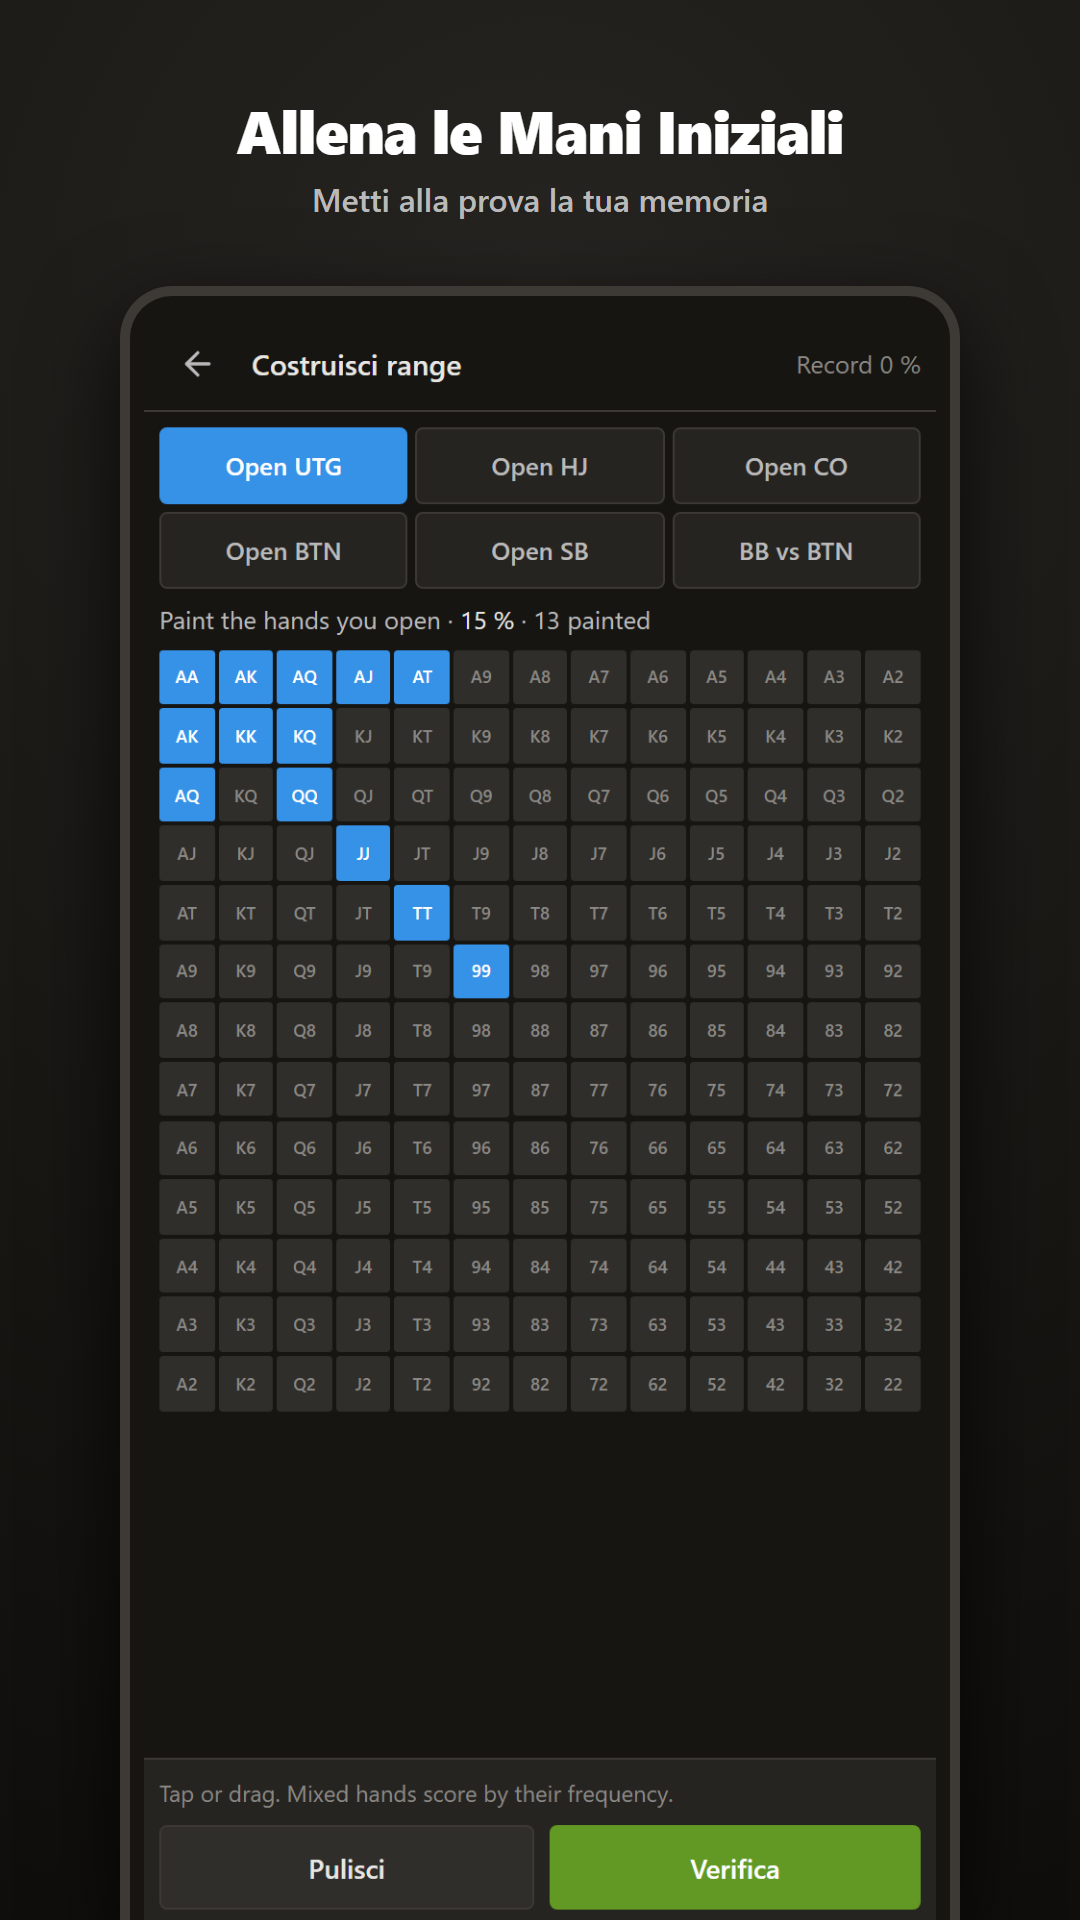 Allena le Mani Iniziali
Metti alla prova la tua memoria
Costruisci range Record 0 %
Open UTG Open HJ Open CO
Open BTN Open SB BB vs BTN
Paint the hands you open · 15 % · 13 painted
AA AK AQ AJ AT A9 A8 A7 A6 A5 A4 A3 A2
AK KK KQ KJ KT K9 K8 K7 K6 K5 K4 K3 K2
AQ KQ QQ QJ QT Q9 Q8 Q7 Q6 Q5 Q4 Q3 Q2
AJ KJ QJ JJ JT J9 J8 J7 J6 J5 J4 J3 J2
AT KT QT JT TT T9 T8 T7 T6 T5 T4 T3 T2
A9 K9 Q9 J9 T9 99 98 97 96 95 94 93 92
A8 K8 Q8 J8 T8 98 88 87 86 85 84 83 82
A7 K7 Q7 J7 T7 97 87 77 76 75 74 73 72
A6 K6 Q6 J6 T6 96 86 76 66 65 64 63 62
A5 K5 Q5 J5 T5 95 85 75 65 55 54 53 52
A4 K4 Q4 J4 T4 94 84 74 64 54 44 43 42
A3 K3 Q3 J3 T3 93 83 73 63 53 43 33 32
A2 K2 Q2 J2 T2 92 82 72 62 52 42 32 22
Tap or drag. Mixed hands score by their frequency.
Pulisci Verifica